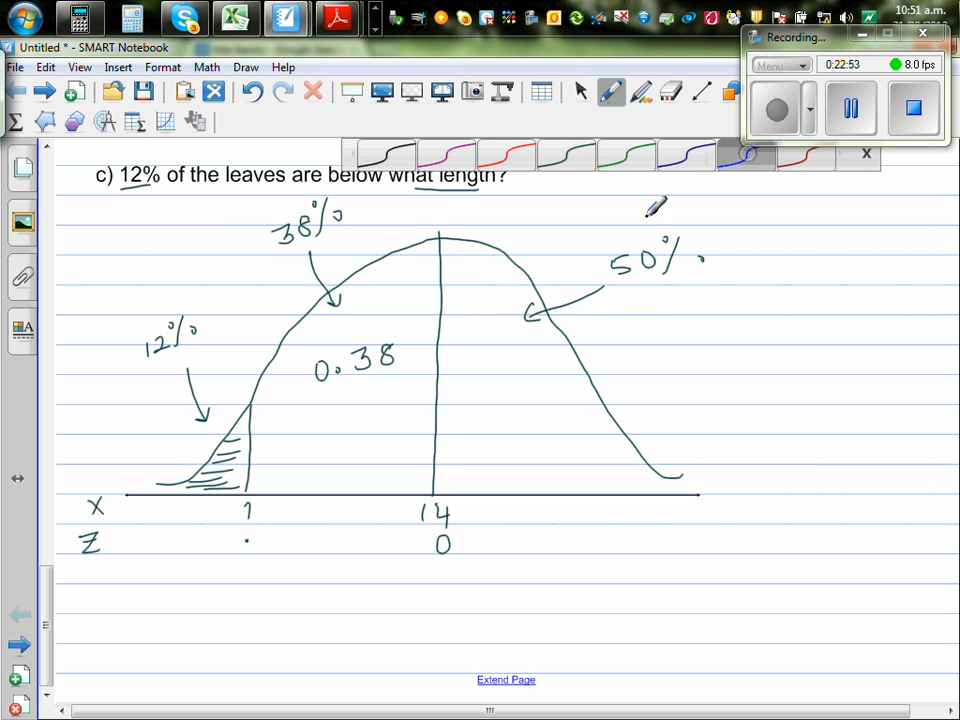 10:51 a.m.
Untitled * - SMART Notebook
Recording...
File Edit View Insert Format Math Draw Help
Menu 0:22:53 8.0 fps
c) 12% of the leaves are below what length?
38%
50%
12%
0.38
X ? 14
Z 0
Extend Page